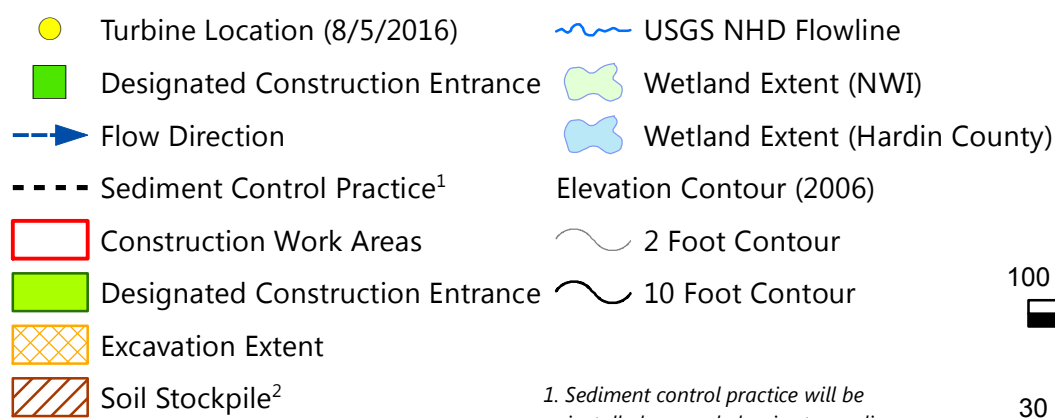 Turbine Location (8/5/2016)
Designated Construction Entrance
Flow Direction
Sediment Control Practice¹
Construction Work Areas
Designated Construction Entrance
Excavation Extent
Soil Stockpile²
USGS NHD Flowline
Wetland Extent (NWI)
Wetland Extent (Hardin County)
Elevation Contour (2006)
2 Foot Contour
10 Foot Contour
1. Sediment control practice will be
100
30